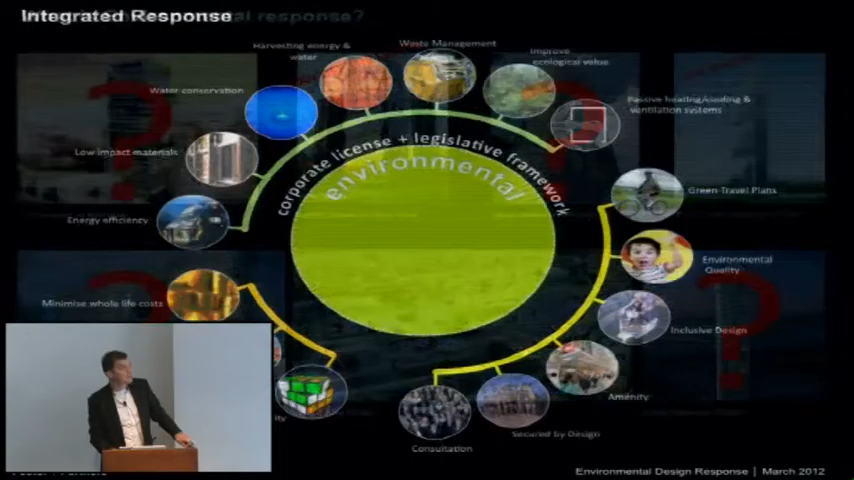 Integrated Response
Harvesting energy &
water
Waste Management
Improve
ecological value
Water conservation
Passive heating/cooling &
ventilation systems
Low impact materials
corporate license + legislative framework
environmental
Green Travel Plans
Energy efficiency
Environmental
Quality
Minimise whole life costs
Inclusive Design
Amenity
Secured by Design
Consultation
Environmental Design Response | March 2012